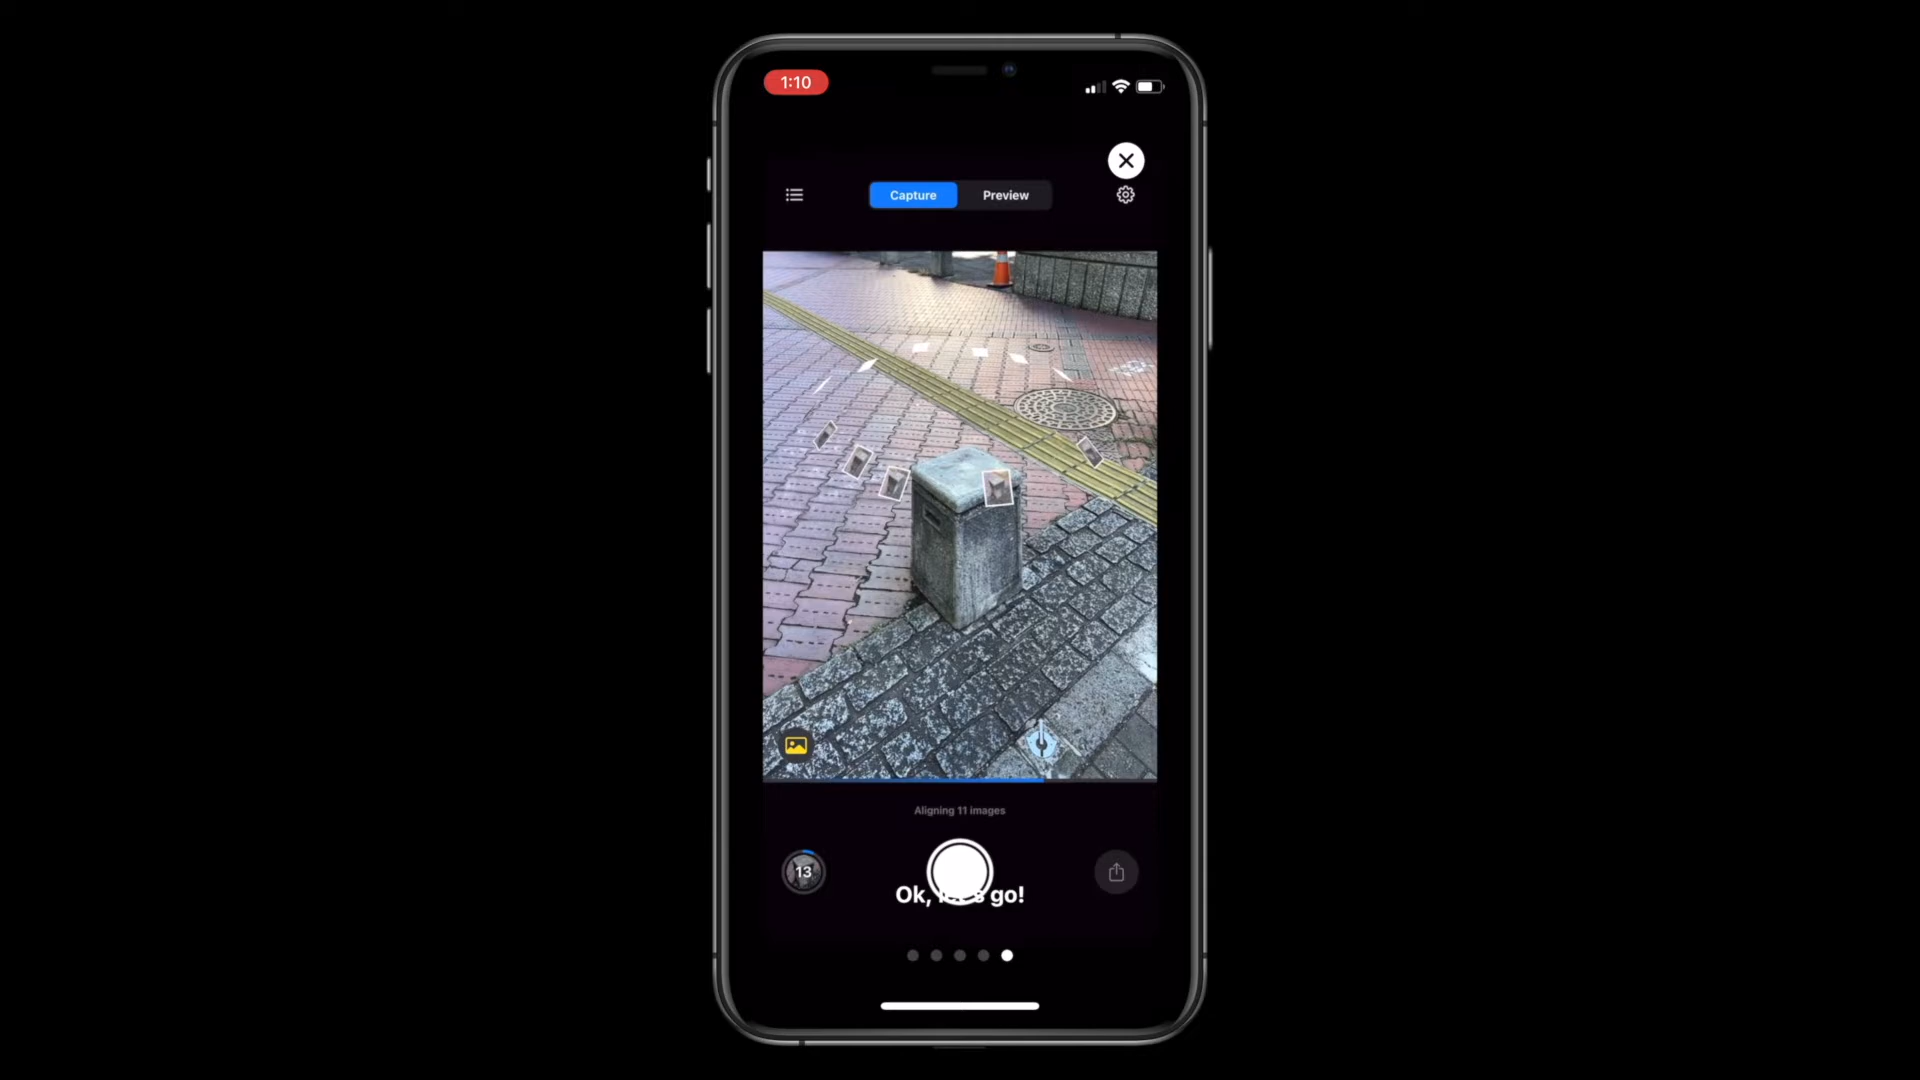 1:10
Capture Preview
Aligning 11 images
13
Ok, go!